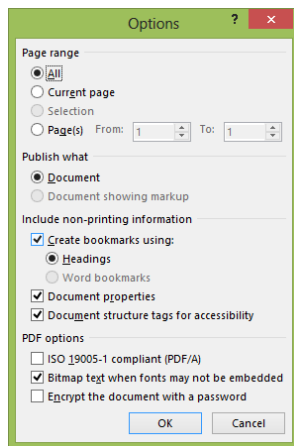 Options ?
Page range
All
Current page
Selection
Page(s) From: 1 To: 1
Publish what
Document
Document showing markup
Include non-printing information
Create bookmarks using:
Headings
Word bookmarks
Document properties
Document structure tags for accessibility
PDF options
ISO 19005-1 compliant (PDF/A)
Bitmap text when fonts may not be embedded
Encrypt the document with a password
OK Cancel